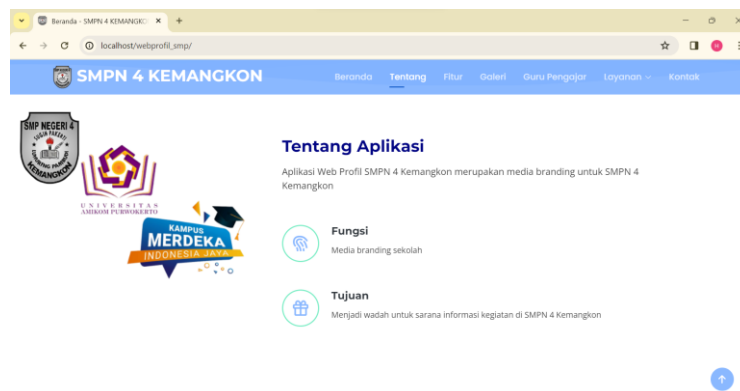 Beranda - SMPN 4 KEMANGKO
localhost/webprofil_smp/
SMPN 4 KEMANGKON
Beranda Tentang Fitur Galeri Guru Pengajar Layanan Kontak
SMP NEGERI 4
KEMANGKON
UNIVERSITAS
AMIKOM PURWOKERTO
KAMPUS
MERDEKA
INDONESIA JAYA
Tentang Aplikasi
Aplikasi Web Profil SMPN 4 Kemangkon merupakan media branding untuk SMPN 4
Kemangkon
Fungsi
Media branding sekolah
Tujuan
Menjadi wadah untuk sarana informasi kegiatan di SMPN 4 Kemangkon